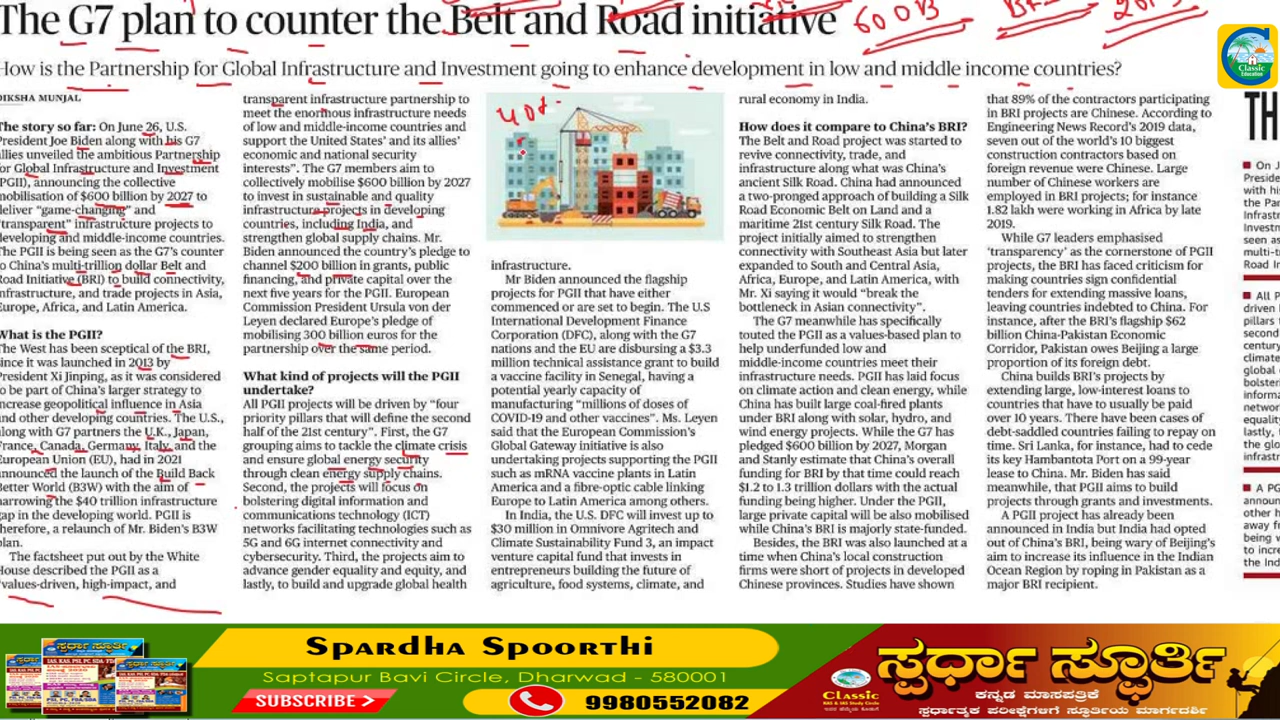 The G7 plan to counter the Belt and Road initiative
600B
2013
How is the Partnership for Global Infrastructure and Investment going to enhance development in low and middle income countries?
DIKSHA MUNJAL
The story so far: On June 26, U.S.
President Joe Biden along with his G7
allies unveiled the ambitious Partnership
for Global Infrastructure and Investment
(PGII), announcing the collective
mobilisation of $600 billion by 2027 to
deliver “game-changing” and
“transparent” infrastructure projects to
developing and middle-income countries.
The PGII is being seen as the G7's counter
to China's multi-trillion dollar Belt and
Road Initiative (BRI) to build connectivity,
infrastructure, and trade projects in Asia,
Europe, Africa, and Latin America.
What is the PGII?
The West has been sceptical of the BRI,
since it was launched in 2013 by
President Xi Jinping, as it was considered
to be part of China's larger strategy to
increase geopolitical influence in Asia
and other developing countries. The U.S.,
along with G7 partners the U.K., Japan,
France, Canada, Germany, Italy, and the
European Union (EU), had in 2021
announced the launch of the Build Back
Better World (B3W) with the aim of
narrowing the $40 trillion infrastructure
gap in the developing world. PGII is
therefore, a relaunch of Mr. Biden's B3W
plan.
The factsheet put out by the White
House described the PGII as a
“values-driven, high-impact, and
transparent infrastructure partnership to
meet the enormous infrastructure needs
of low and middle-income countries and
support the United States' and its allies'
economic and national security
interests”. The G7 members aim to
collectively mobilise $600 billion by 2027
to invest in sustainable and quality
infrastructure projects in developing
countries, including India, and
strengthen global supply chains. Mr.
Biden announced the country's pledge to
channel $200 billion in grants, public
financing, and private capital over the
next five years for the PGII. European
Commission President Ursula von der
Leyen declared Europe's pledge of
mobilising 300 billion euros for the
partnership over the same period.
What kind of projects will the PGII
undertake?
All PGII projects will be driven by “four
priority pillars that will define the second
half of the 21st century”. First, the G7
grouping aims to tackle the climate crisis
and ensure global energy security
through clean energy supply chains.
Second, the projects will focus on
bolstering digital information and
communications technology (ICT)
networks facilitating technologies such as
5G and 6G internet connectivity and
cybersecurity. Third, the projects aim to
advance gender equality and equity, and
lastly, to build and upgrade global health
infrastructure.
Mr Biden announced the flagship
projects for PGII that have either
commenced or are set to begin. The U.S
International Development Finance
Corporation (DFC), along with the G7
nations and the EU are disbursing a $3.3
million technical assistance grant to build
a vaccine facility in Senegal, having a
potential yearly capacity of
manufacturing “millions of doses of
COVID-19 and other vaccines”. Ms. Leyen
said that the European Commission's
Global Gateway initiative is also
undertaking projects supporting the PGII
such as mRNA vaccine plants in Latin
America and a fibre-optic cable linking
Europe to Latin America among others.
In India, the U.S. DFC will invest up to
$30 million in Omnivore Agritech and
Climate Sustainability Fund 3, an impact
venture capital fund that invests in
entrepreneurs building the future of
agriculture, food systems, climate, and
rural economy in India.
How does it compare to China's BRI?
The Belt and Road project was started to
revive connectivity, trade, and
infrastructure along what was China's
ancient Silk Road. China had announced
a two-pronged approach of building a Silk
Road Economic Belt on Land and a
maritime 21st century Silk Road. The
project initially aimed to strengthen
connectivity with Southeast Asia but later
expanded to South and Central Asia,
Africa, Europe, and Latin America, with
Mr. Xi saying it would “break the
bottleneck in Asian connectivity”.
The G7 meanwhile has specifically
touted the PGII as a values-based plan to
help underfunded low and
middle-income countries meet their
infrastructure needs. PGII has laid focus
on climate action and clean energy, while
China has built large coal-fired plants
under BRI along with solar, hydro, and
wind energy projects. While the G7 has
pledged $600 billion by 2027, Morgan
and Stanly estimate that China's overall
funding for BRI by that time could reach
$1.2 to 1.3 trillion dollars with the actual
funding being higher. Under the PGII,
large private capital will be also mobilised
while China's BRI is majorly state-funded.
Besides, the BRI was also launched at a
time when China's local construction
firms were short of projects in developed
Chinese provinces. Studies have shown
that 89% of the contractors participating
in BRI projects are Chinese. According to
Engineering News Record's 2019 data,
seven out of the world's 10 biggest
construction contractors based on
foreign revenue were Chinese. Large
number of Chinese workers are
employed in BRI projects; for instance
1.82 lakh were working in Africa by late
2019.
While G7 leaders emphasised
‘transparency’ as the cornerstone of PGII
projects, the BRI has faced criticism for
making countries sign confidential
tenders for extending massive loans,
leaving countries indebted to China. For
instance, after the BRI's flagship $62
billion China-Pakistan Economic
Corridor, Pakistan owes Beijing a large
proportion of its foreign debt.
China builds BRI's projects by
extending large, low-interest loans to
countries that have to usually be paid
over 10 years. There have been cases of
debt-saddled countries failing to repay on
time. Sri Lanka, for instance, had to cede
its key Hambantota Port on a 99-year
lease to China. Mr. Biden has said
meanwhile, that PGII aims to build
projects through grants and investments.
A PGII project has already been
announced in India but India had opted
out of China's BRI, being wary of Beijing's
aim to increase its influence in the Indian
Ocean Region by roping in Pakistan as a
major BRI recipient.
Classic
Education
Spardha Spoorthi
Saptapur Bavi Circle, Dharwad - 580001
SUBSCRIBE
9980552082
Classic
ಸ್ಪರ್ಧಾ ಸ್ಫೂರ್ತಿ
ಕನ್ನಡ ಮಾಸಪತ್ರಿಕೆ
ಸ್ಪರ್ಧಾತ್ಮಕ ಪರೀಕ್ಷೆಗಳಿಗೆ ಸ್ಫೂರ್ತಿಯ ಮಾರ್ಗದರ್ಶಿ